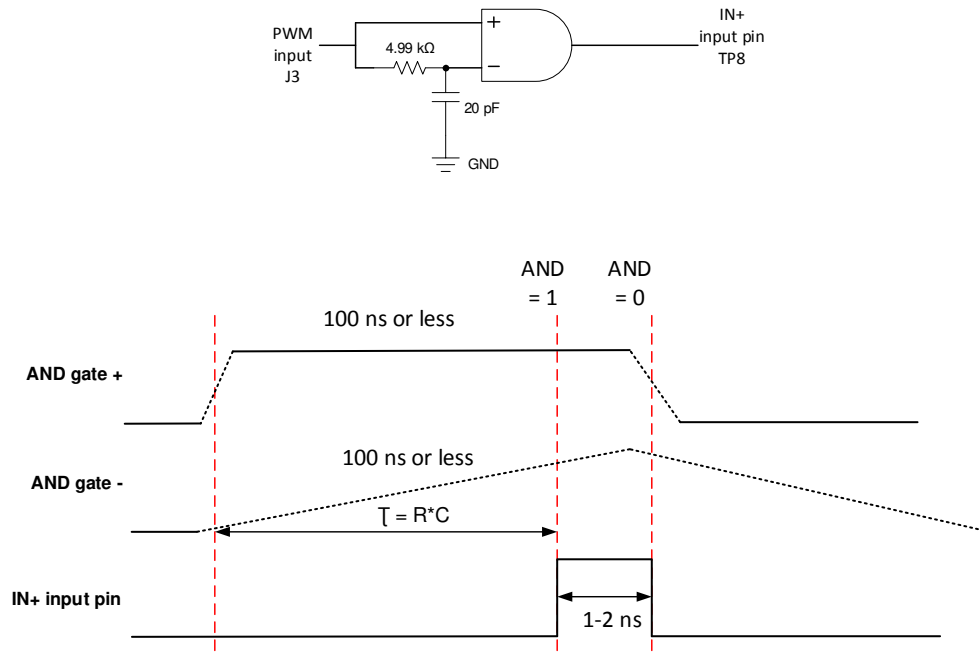 PWM
input
J3
4.99 kΩ
+
−
20 pF
GND
IN+
input pin
TP8
AND
= 1
AND
= 0
100 ns or less
AND gate +
100 ns or less
AND gate -
Ʈ = R*C
IN+ input pin
1-2 ns